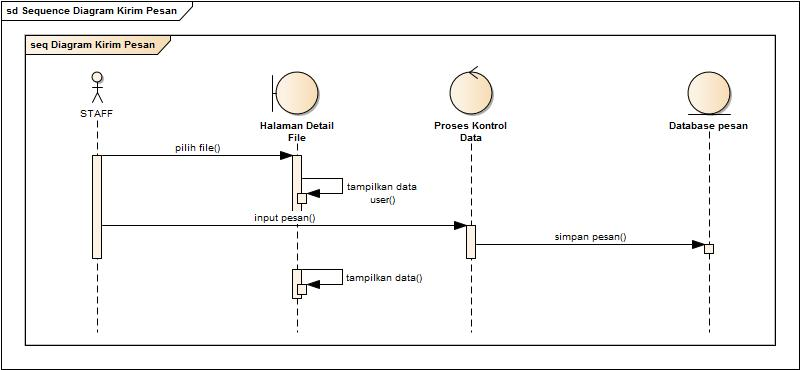 sd Sequence Diagram Kirim Pesan
seq Diagram Kirim Pesan
STAFF
Halaman Detail
File
Proses Kontrol
Data
Database pesan
pilih file()
tampilkan data
user()
input pesan()
simpan pesan()
tampilkan data()